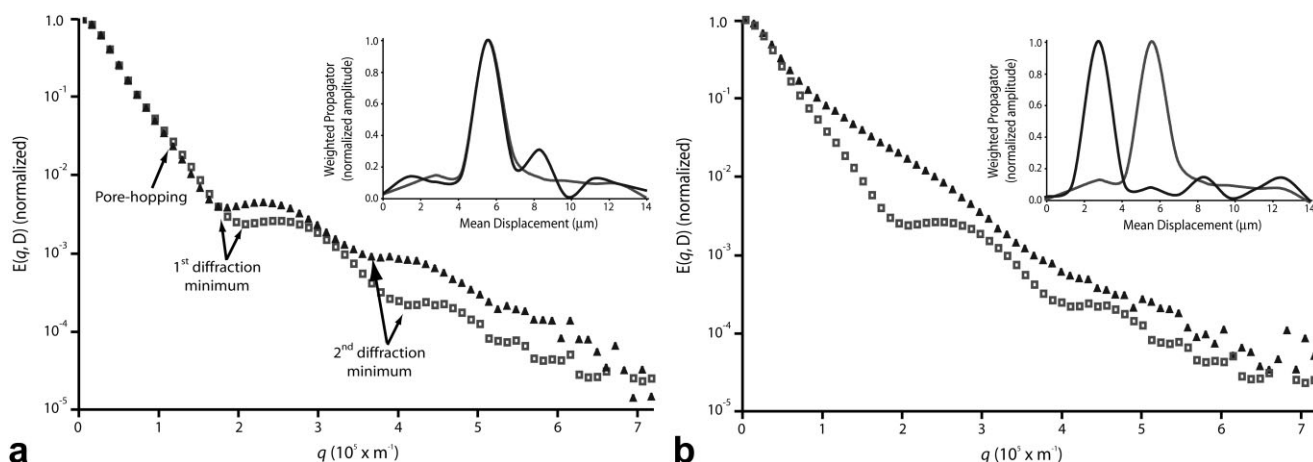 1.0
10⁻¹
10⁻²
10⁻³
10⁻⁴
10⁻⁵
E(q, D) (normalized)
0 1 2 3 4 5 6 7
q (10⁵ x m⁻¹)
Pore-hopping
1ˢᵗ diffraction
minimum
2ⁿᵈ diffraction
minimum
Weighted Propagator
(normalized amplitude)
1.0
0.8
0.6
0.4
0.2
0.0
0 2 4 6 8 10 12 14
Mean Displacement (μm)
a
1.0
10⁻¹
10⁻²
10⁻³
10⁻⁴
10⁻⁵
E(q, D) (normalized)
0 1 2 3 4 5 6 7
q (10⁵ x m⁻¹)
Weighted Propagator
(normalized amplitude)
1.0
0.8
0.6
0.4
0.2
0.0
0 2 4 6 8 10 12 14
Mean Displacement (μm)
b